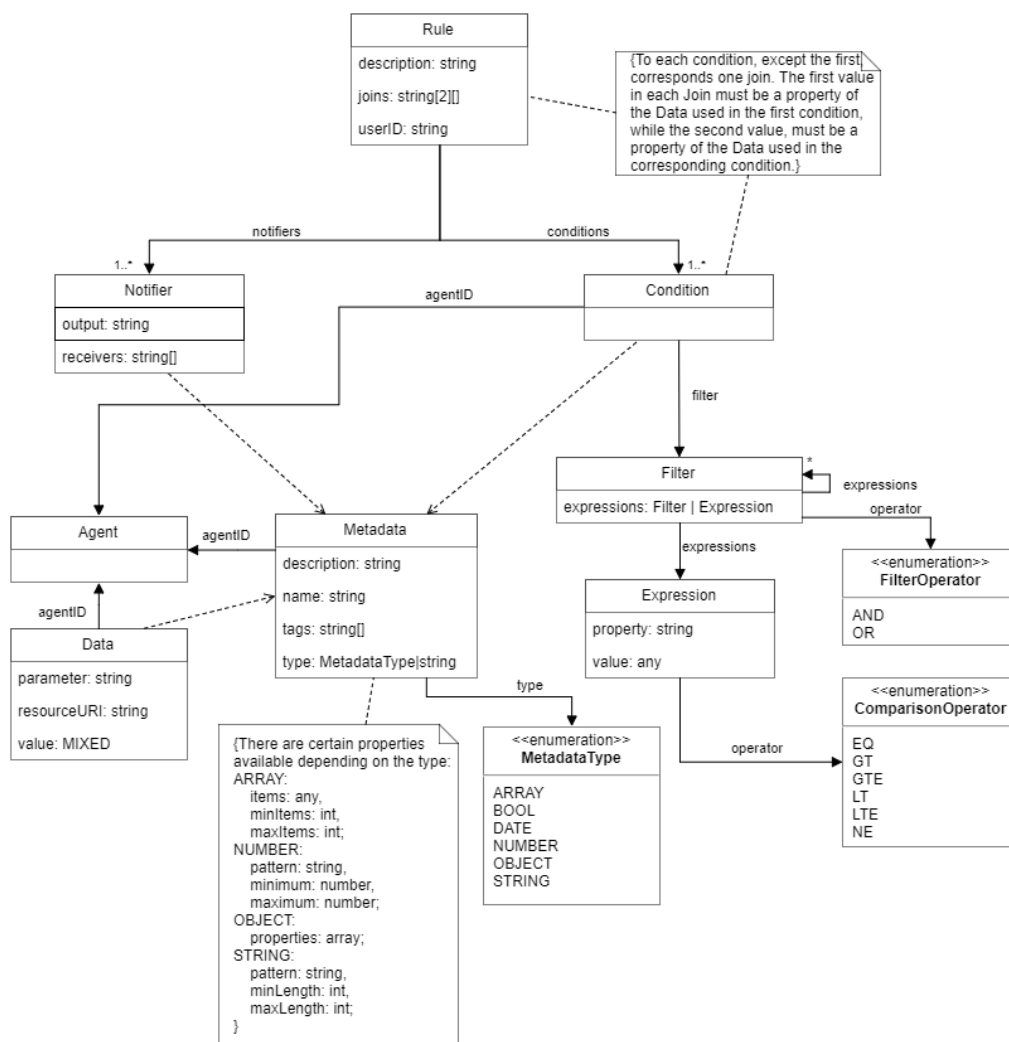 Rule
description: string
joins: string[2][]
userID: string
{To each condition, except the first,
corresponds one join. The first value
in each Join must be a property of
the Data used in the first condition,
while the second value, must be a
property of the Data used in the
corresponding condition.}
notifiers
conditions
1..*
1..*
Notifier
output: string
receivers: string[]
agentID
Condition
filter
Filter
expressions: Filter | Expression
*
expressions
operator
expressions
Agent
agentID
Metadata
description: string
name: string
tags: string[]
type: MetadataType|string
<<enumeration>>
FilterOperator
AND
OR
Expression
property: string
value: any
agentID
Data
parameter: string
resourceURI: string
value: MIXED
type
operator
<<enumeration>>
ComparisonOperator
EQ
GT
GTE
LT
LTE
NE
{There are certain properties
available depending on the type:
ARRAY:
items: any,
minItems: int,
maxItems: int;
NUMBER:
pattern: string,
minimum: number,
maximum: number;
OBJECT:
properties: array;
STRING:
pattern: string,
minLength: int,
maxLength: int;
}
<<enumeration>>
MetadataType
ARRAY
BOOL
DATE
NUMBER
OBJECT
STRING